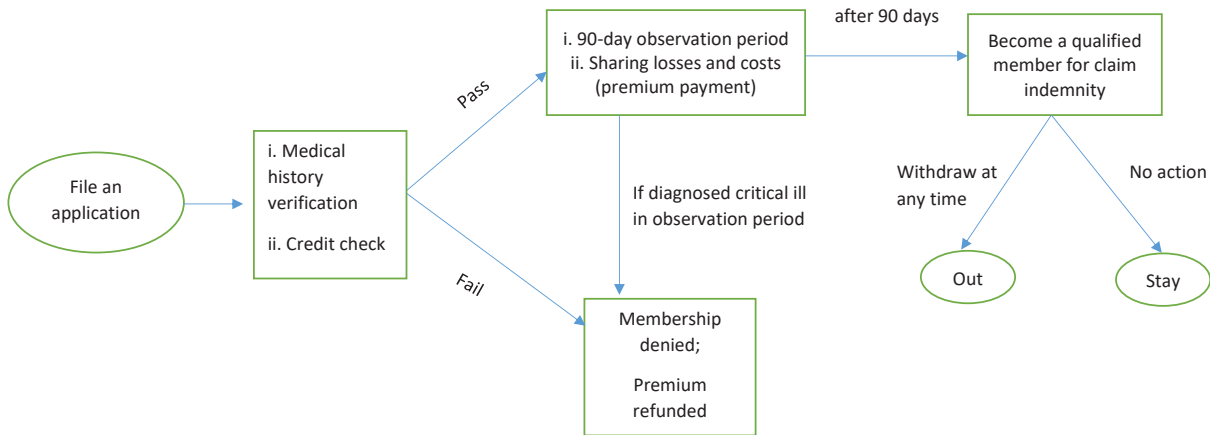 File an
application
i. Medical
history
verification
ii. Credit check
Pass
Fail
i. 90-day observation period
ii. Sharing losses and costs
(premium payment)
after 90 days
Become a qualified
member for claim
indemnity
If diagnosed critical ill
in observation period
Membership
denied;
Premium
refunded
Withdraw at
any time
No action
Out
Stay